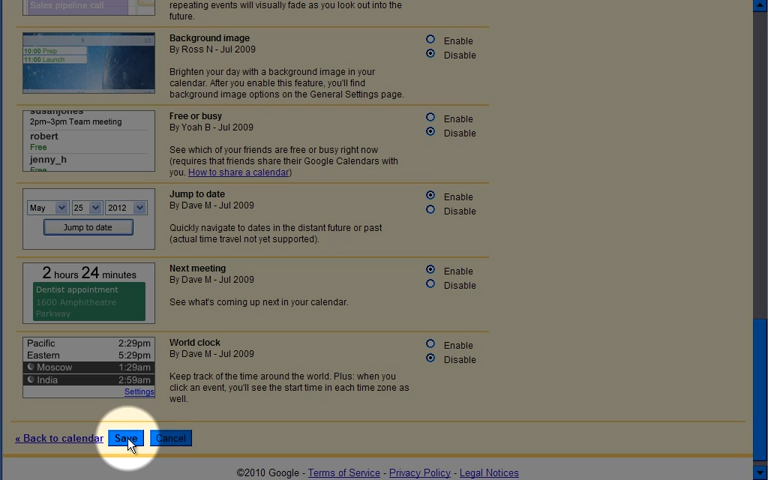 Sales pipeline call
repeating events will visually fade as you look out into the
future.
10:00 Prep
11:00 Launch
Background image
By Ross N - Jul 2009
Brighten your day with a background image in your
calendar. After you enable this feature, you'll find
background image options on the General Settings page.
Enable
Disable
susanjones
2pm–3pm Team meeting
robert
Free
jenny_h
Free
Free or busy
By Yoah B - Jul 2009
See which of your friends are free or busy right now
(requires that friends share their Google Calendars with
you. How to share a calendar)
Enable
Disable
May 25 2012
Jump to date
Jump to date
By Dave M - Jul 2009
Quickly navigate to dates in the distant future or past
(actual time travel not yet supported).
Enable
Disable
2 hours 24 minutes
Dentist appointment
1600 Amphitheatre
Parkway
Next meeting
By Dave M - Jul 2009
See what's coming up next in your calendar.
Enable
Disable
Pacific 2:29pm
Eastern 5:29pm
Moscow 1:29am
India 2:59am
Settings
World clock
By Dave M - Jul 2009
Keep track of the time around the world. Plus: when you
click an event, you'll see the start time in each time zone as
well.
Enable
Disable
« Back to calendar Save Cancel
©2010 Google - Terms of Service - Privacy Policy - Legal Notices